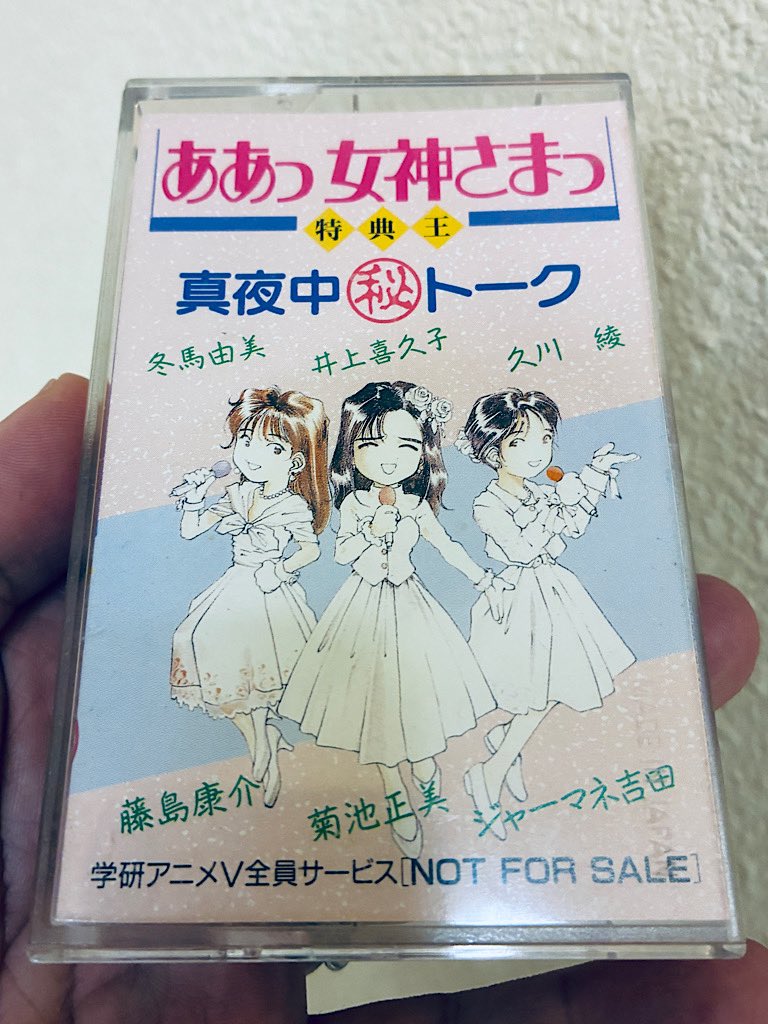 ああっ女神さまっ
特典王
真夜中㊙トーク
冬馬由美 井上喜久子 久川 綾
藤島康介 菊池正美 ジャーマネ吉田
学研アニメV全員サービス[NOT FOR SALE]
MADE IN JAPAN